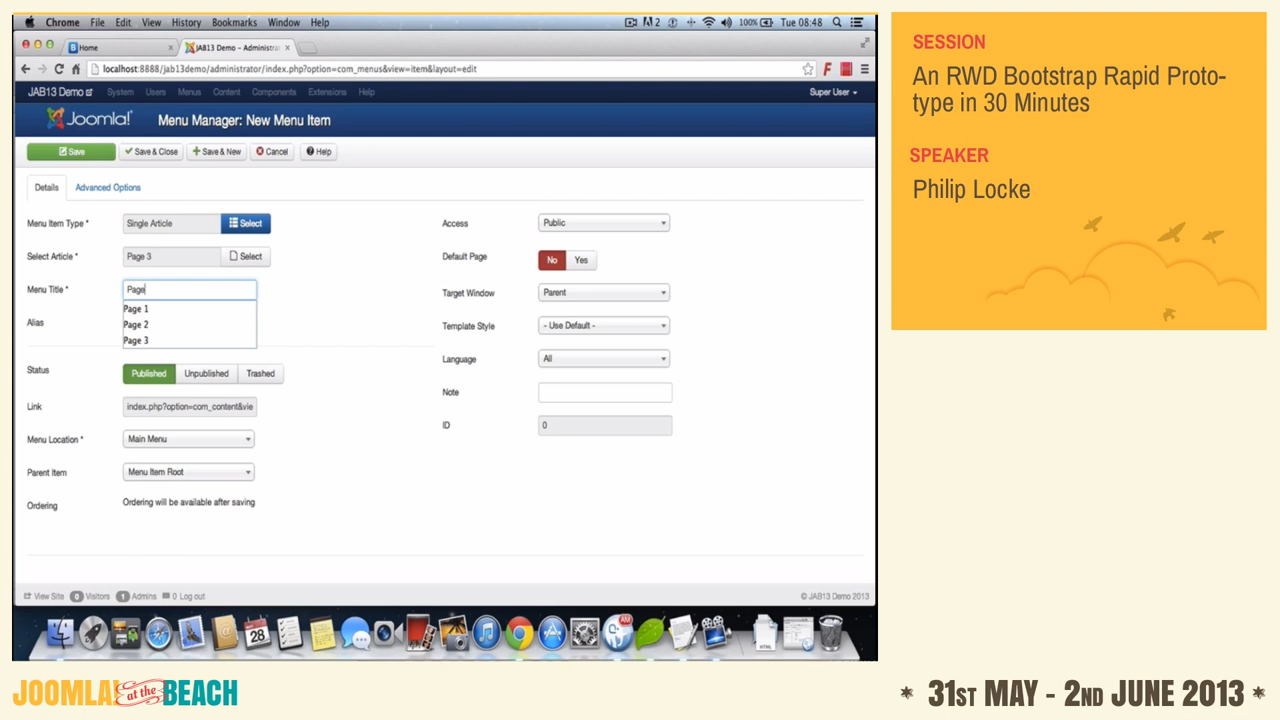 Chrome File Edit View History Bookmarks Window Help 2 100% Tue 08:48
Home JAB13 Demo - Administra
localhost:8888/jab13demo/administrator/index.php?option=com_menus&view=item&layout=edit
JAB13 Demo System Users Menus Content Components Extensions Help Super User
Joomla! Menu Manager: New Menu Item
Save Save & Close Save & New Cancel Help
Details Advanced Options
Menu Item Type * Single Article Select
Select Article * Page 3 Select
Menu Title * Page
Page 1
Page 2
Page 3
Alias
Status Published Unpublished Trashed
Link index.php?option=com_content&vie
Menu Location * Main Menu
Parent Item Menu Item Root
Ordering Ordering will be available after saving
Access Public
Default Page No Yes
Target Window Parent
Template Style - Use Default -
Language All
Note
ID 0
View Site 0 Visitors 1 Admins 0 Log out © JAB13 Demo 2013
28
SESSION
An RWD Bootstrap Rapid Proto-
type in 30 Minutes
SPEAKER
Philip Locke
JOOMLA! at the BEACH
* 31ST MAY - 2ND JUNE 2013 *